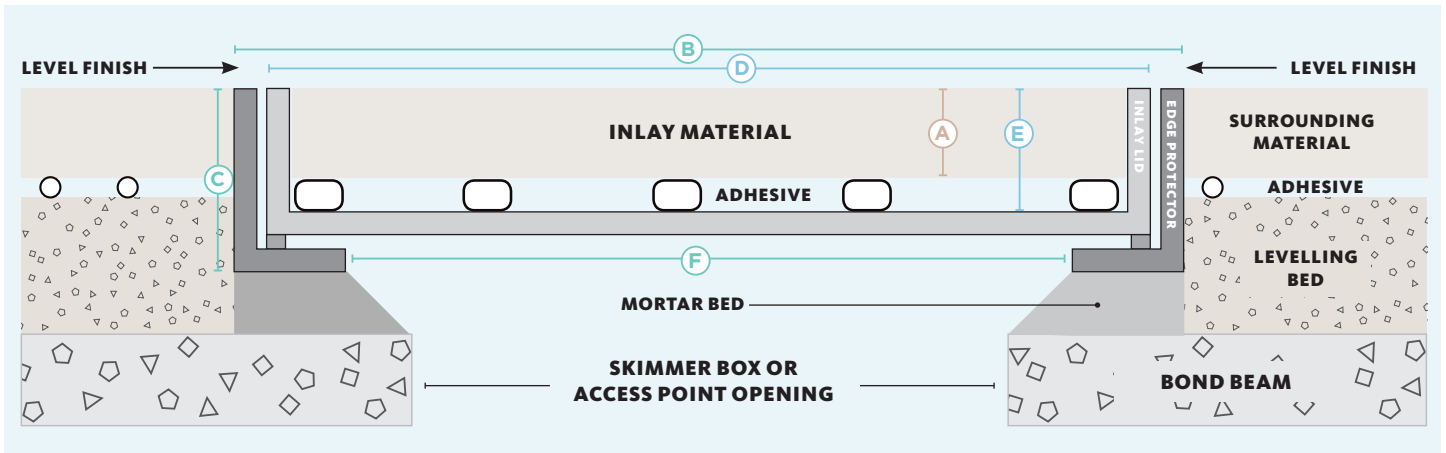 B
LEVEL FINISH
D
LEVEL FINISH
INLAY MATERIAL
A
E
INLAY LID
EDGE PROTECTOR
SURROUNDING
MATERIAL
C
ADHESIVE
ADHESIVE
F
LEVELLING
BED
MORTAR BED
SKIMMER BOX OR
ACCESS POINT OPENING
BOND BEAM